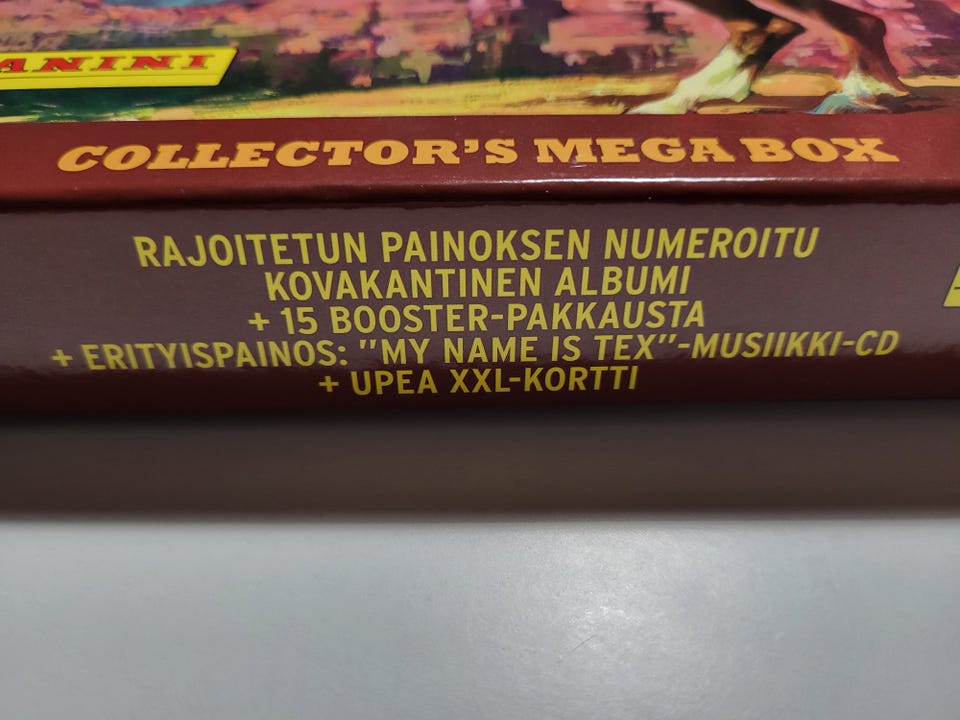 ANINI
COLLECTOR'S MEGA BOX
RAJOITETUN PAINOKSEN NUMEROITU
KOVAKANTINEN ALBUMI
+ 15 BOOSTER-PAKKAUSTA
+ ERITYISPAINOS: "MY NAME IS TEX"-MUSIIKKI-CD
+ UPEA XXL-KORTTI